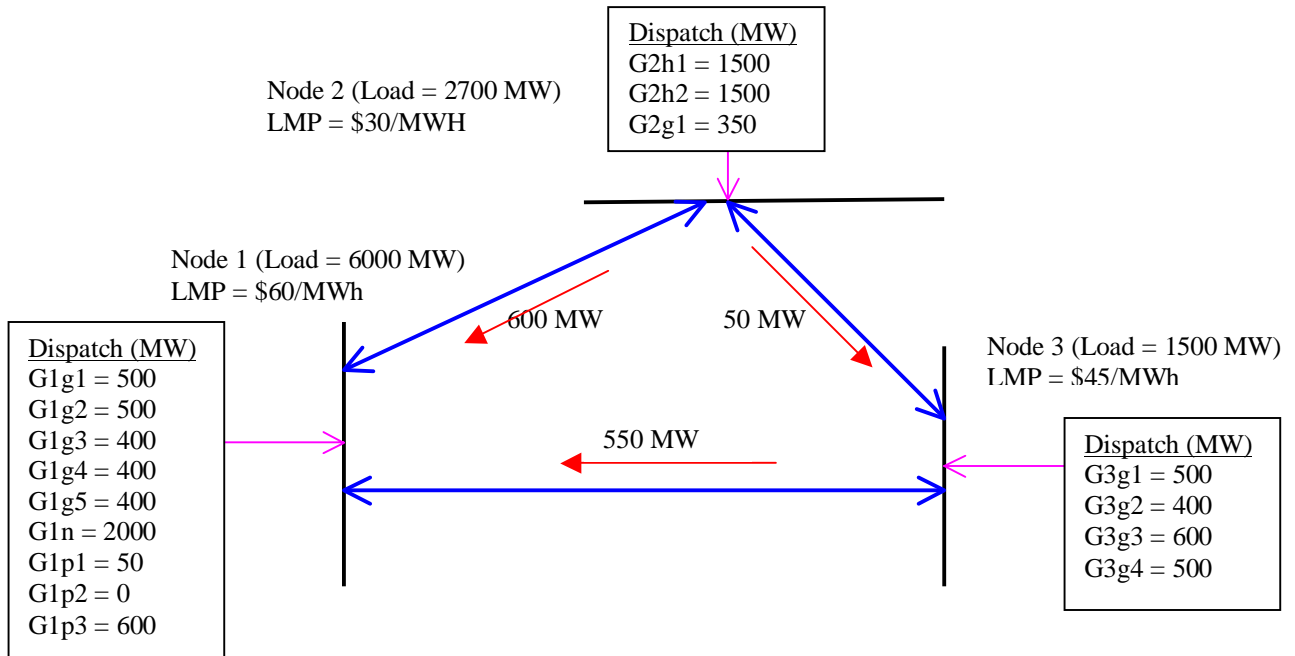 Dispatch (MW)
G2h1 = 1500
G2h2 = 1500
G2g1 = 350
Node 2 (Load = 2700 MW)
LMP = $30/MWH
Node 1 (Load = 6000 MW)
LMP = $60/MWh
600 MW
50 MW
Node 3 (Load = 1500 MW)
LMP = $45/MWh
Dispatch (MW)
G1g1 = 500
G1g2 = 500
G1g3 = 400
G1g4 = 400
G1g5 = 400
G1n = 2000
G1p1 = 50
G1p2 = 0
G1p3 = 600
550 MW
Dispatch (MW)
G3g1 = 500
G3g2 = 400
G3g3 = 600
G3g4 = 500